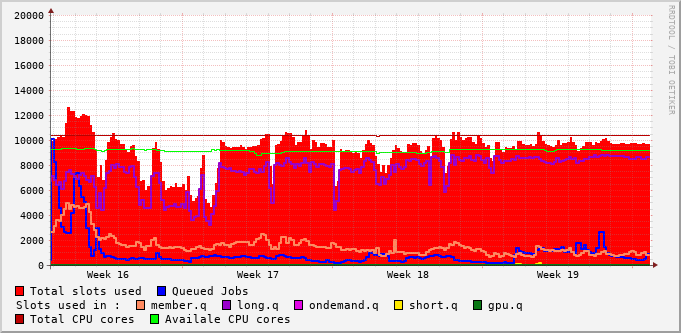 20000
18000
16000
14000
12000
10000
8000
6000
4000
2000
0
Week 16 Week 17 Week 18 Week 19
Total slots used Queued Jobs
Slots used in : member.q long.q ondemand.q short.q gpu.q
Total CPU cores Availale CPU cores
RRDTOOL / TOBI OETIKER